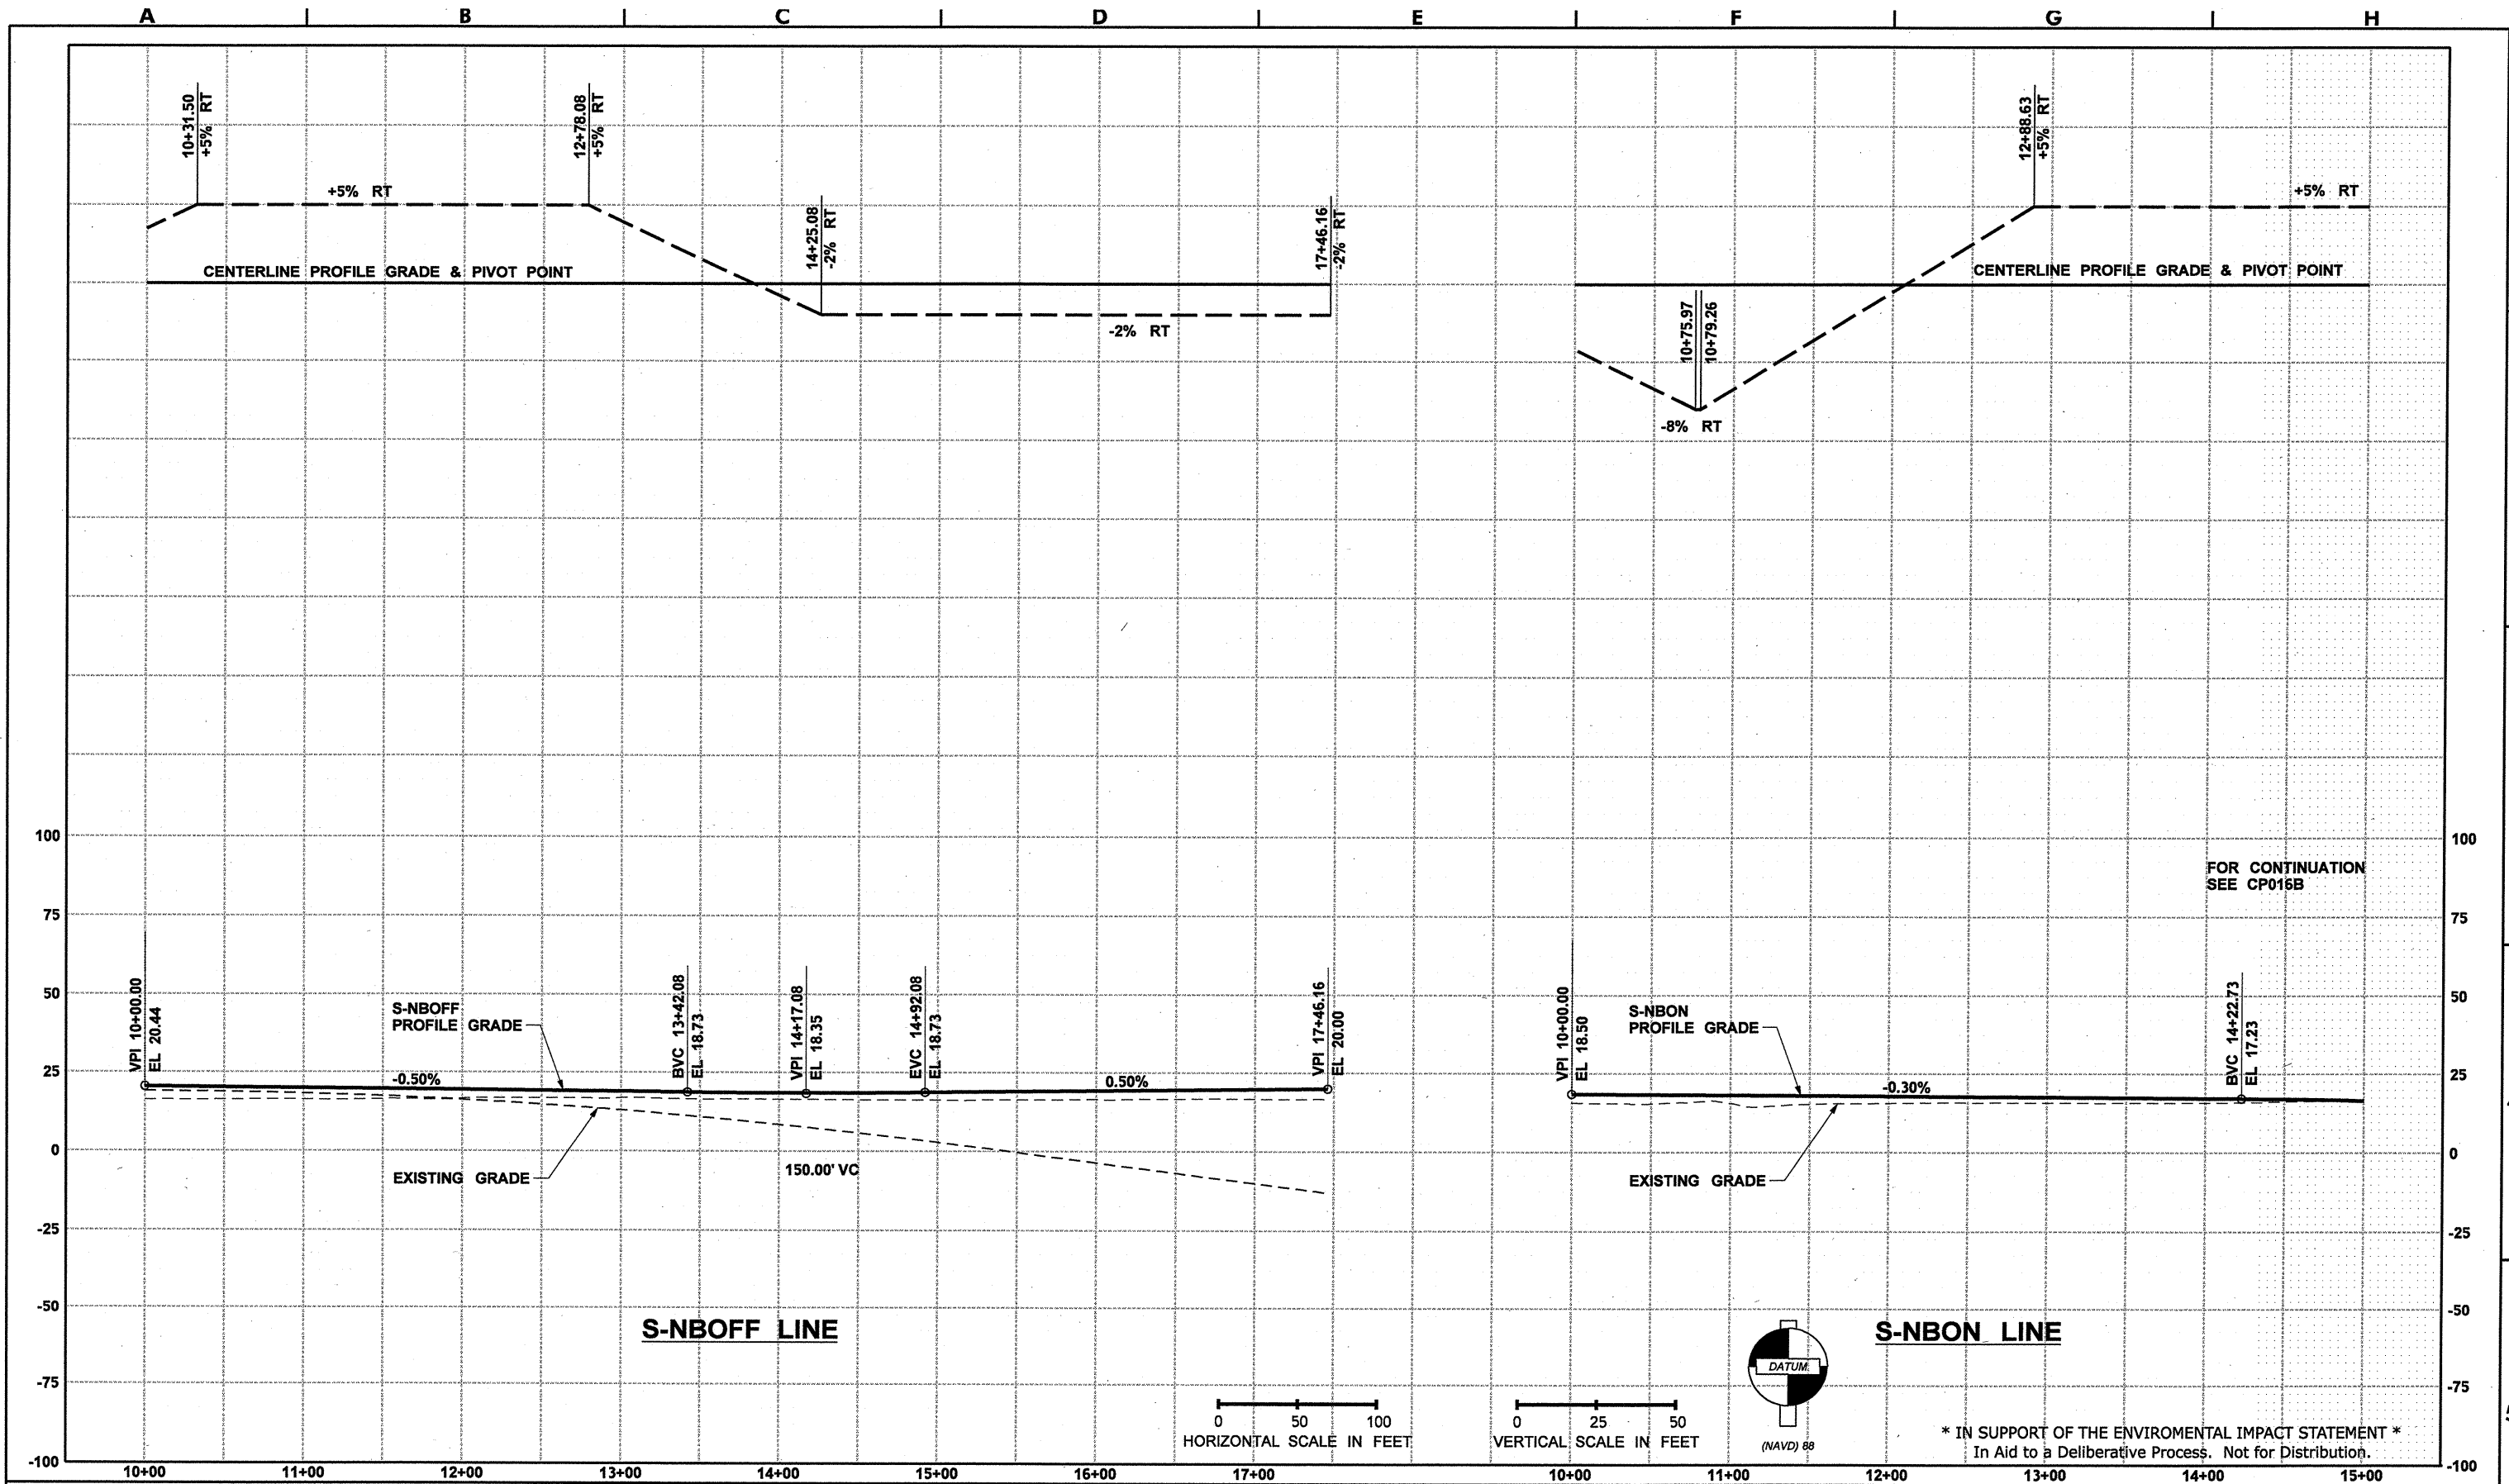 A B C D E F G H
10+31.50
+5% RT
12+78.08
+5% RT
14+25.08
-2% RT
17+46.16
-2% RT
12+88.63
+5% RT
+5% RT
+5% RT
CENTERLINE PROFILE GRADE & PIVOT POINT
CENTERLINE PROFILE GRADE & PIVOT POINT
-2% RT
10+75.97
10+79.26
-8% RT
100
100
FOR CONTINUATION
SEE CP016B
75
75
50
50
VPI 10+00.00
EL 20.44
S-NBOFF
PROFILE GRADE
BVC 13+42.08
EL 18.73
VPI 14+17.08
EL 18.35
EVC 14+92.08
EL 18.73
VPI 17+46.16
EL 20.00
VPI 10+00.00
EL 18.50
S-NBON
PROFILE GRADE
BVC 14+22.73
EL 17.23
25
25
-0.50%
0.50%
-0.30%
0
0
EXISTING GRADE
150.00' VC
EXISTING GRADE
-25
-25
-50
-50
S-NBOFF LINE
S-NBON LINE
DATUM
-75
-75
0 50 100
HORIZONTAL SCALE IN FEET
0 25 50
VERTICAL SCALE IN FEET
(NAVD) 88
* IN SUPPORT OF THE ENVIROMENTAL IMPACT STATEMENT *
In Aid to a Deliberative Process. Not for Distribution.
-100
-100
10+00 11+00 12+00 13+00 14+00 15+00 16+00 17+00 10+00 11+00 12+00 13+00 14+00 15+00